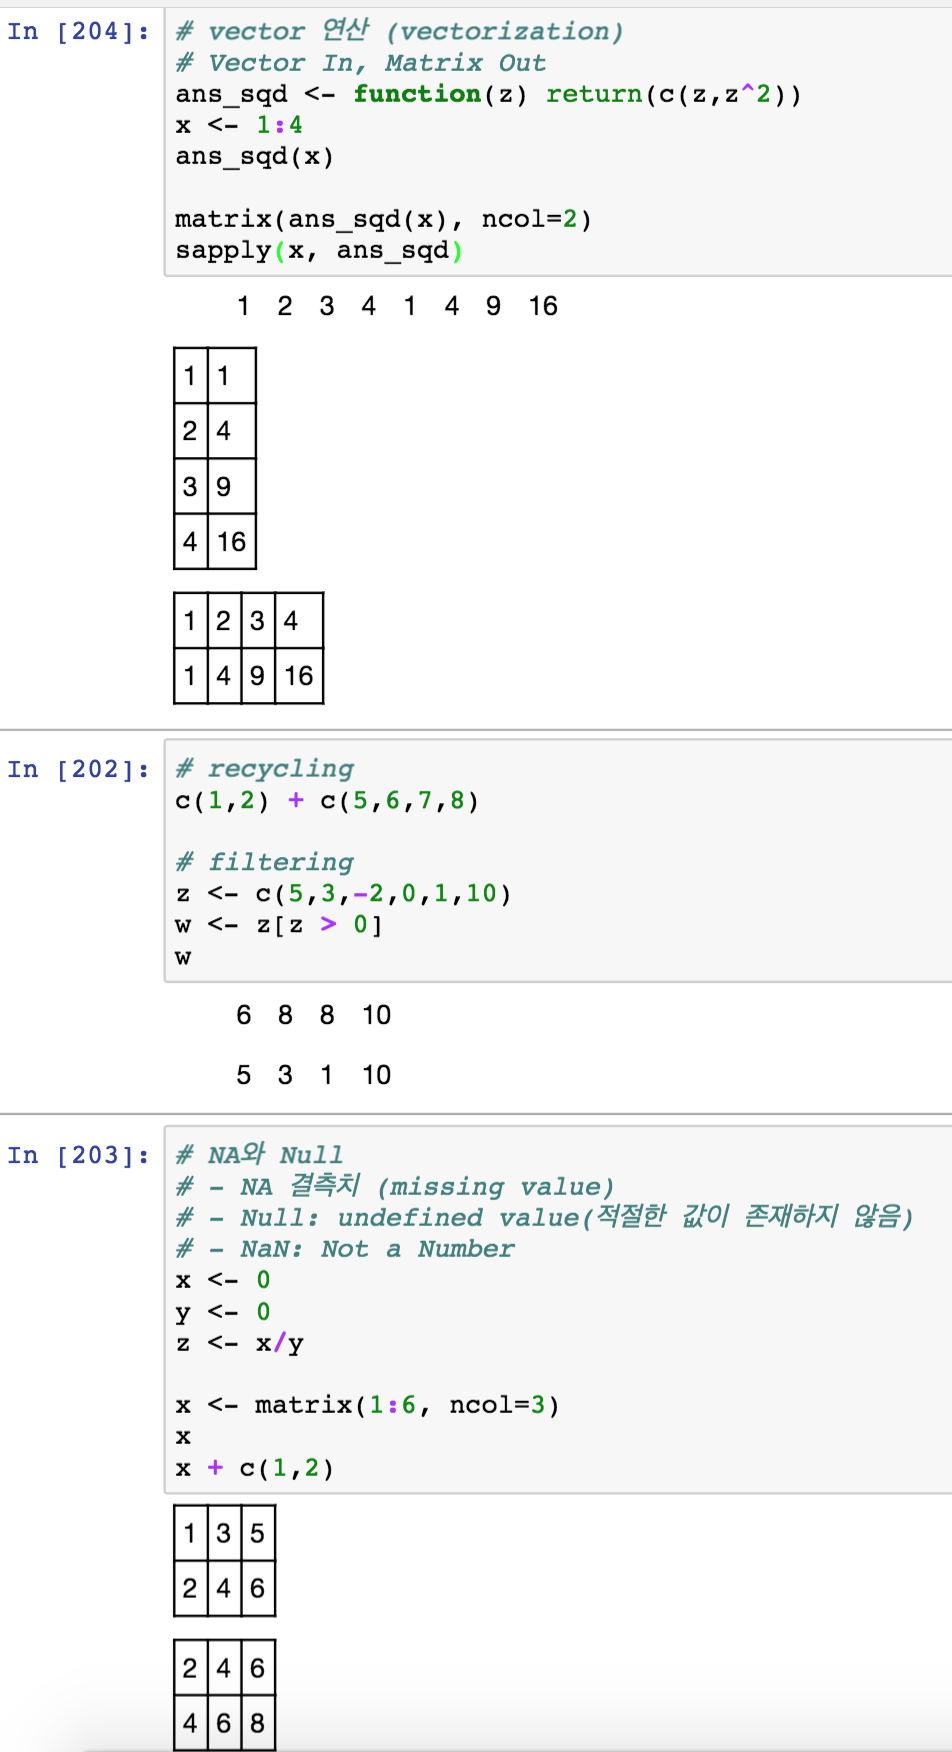 In [204]:
# vector 연산 (vectorization)
# Vector In, Matrix Out
ans_sqd <- function(z) return(c(z,z^2))
x <- 1:4
ans_sqd(x)
matrix(ans_sqd(x), ncol=2)
sapply(x, ans_sqd)
1 2 3 4 1 4 9 16
1 1
2 4
3 9
4 16
1 2 3 4
1 4 9 16
In [202]:
# recycling
c(1,2) + c(5,6,7,8)
# filtering
z <- c(5,3,-2,0,1,10)
w <- z[z > 0]
w
6 8 8 10
5 3 1 10
In [203]:
# NA와 Null
# - NA 결측치 (missing value)
# - Null: undefined value(적절한 값이 존재하지 않음)
# - NaN: Not a Number
x <- 0
y <- 0
z <- x/y
x <- matrix(1:6, ncol=3)
x
x + c(1,2)
1 3 5
2 4 6
2 4 6
4 6 8